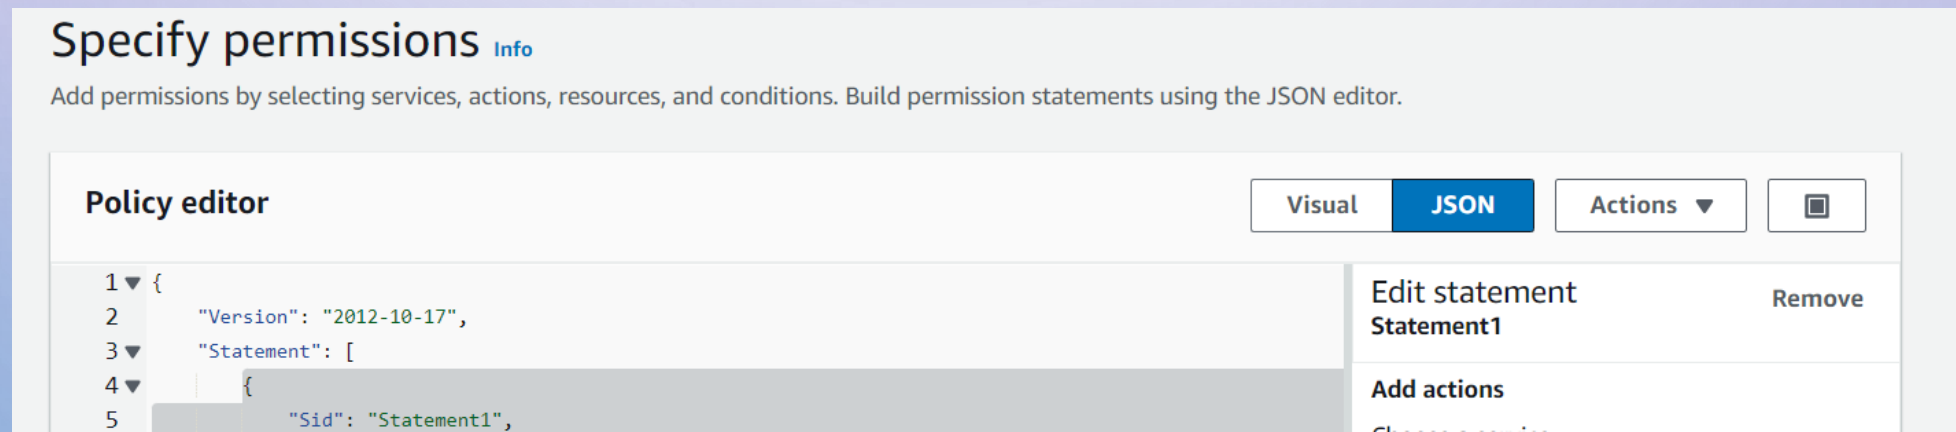 Specify permissions Info
Add permissions by selecting services, actions, resources, and conditions. Build permission statements using the JSON editor.
Policy editor
Visual
JSON
Actions
1 {
2 "Version": "2012-10-17",
3 "Statement": [
4 {
5 "Sid": "Statement1",
Edit statement
Remove
Statement1
Add actions